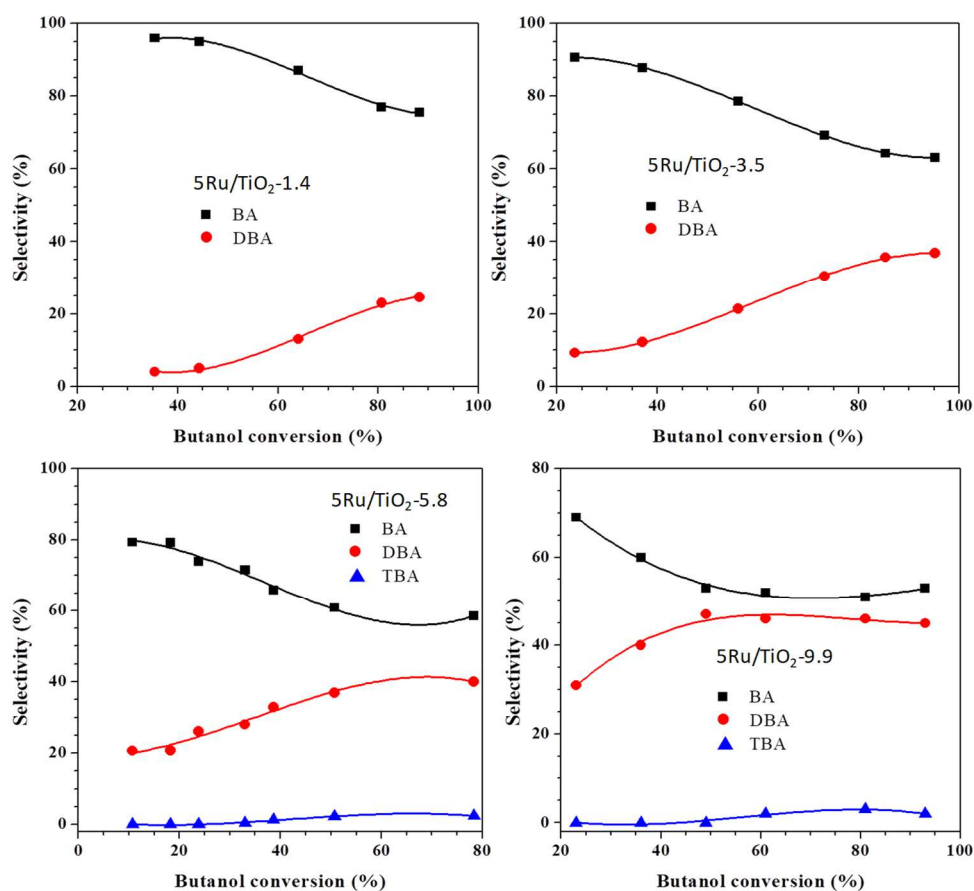 100
80
60
40
20
0
Selectivity (%)
5Ru/TiO₂-1.4
BA
DBA
20 40 60 80 100
Butanol conversion (%)
100
80
60
40
20
0
Selectivity (%)
5Ru/TiO₂-3.5
BA
DBA
20 40 60 80 100
Butanol conversion (%)
100
80
60
40
20
0
Selectivity (%)
5Ru/TiO₂-5.8
BA
DBA
TBA
0 20 40 60 80
Butanol conversion (%)
80
60
40
20
0
Selectivity (%)
5Ru/TiO₂-9.9
BA
DBA
TBA
20 40 60 80 100
Butanol conversion (%)